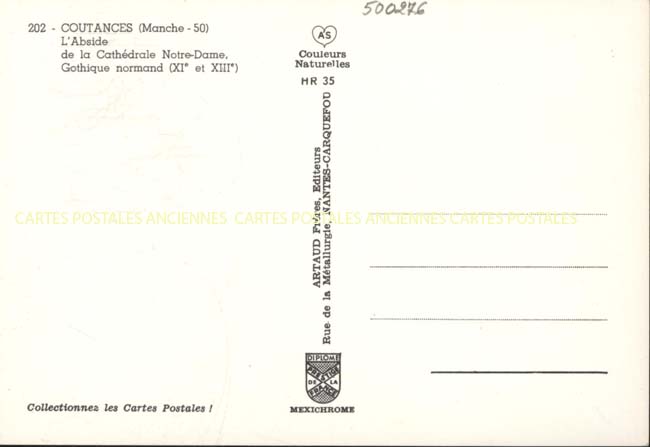 500276
202 - COUTANCES (Manche - 50)
L'Abside
de la Cathédrale Notre-Dame,
Gothique normand (XIᵉ et XIIIᵉ)
AS
Couleurs
Naturelles
HR 35
ARTAUD Frères, Editeurs
Rue de la Métallurgie, NANTES-CARQUEFOU
CARTES POSTALES ANCIENNES CARTES POSTALES ANCIENNES CARTES POSTALES ANCIENNES
DIPLOME
PRESTIGE
DE LA
FRANCE
MEXICHROME
Collectionnez les Cartes Postales !